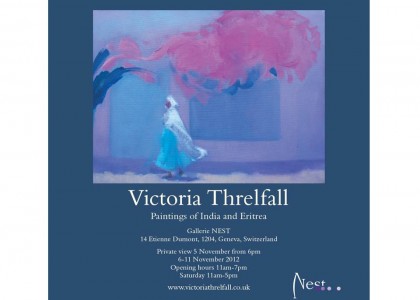 Victoria Threlfall
Paintings of India and Eritrea
Gallerie NEST
14 Etienne Dumont, 1204, Geneva, Switzerland
Private view 5 November from 6pm
6-11 November 2012
Opening hours 11am-7pm
Saturday 11am-5pm
www.victoriathrelfall.co.uk
Nest